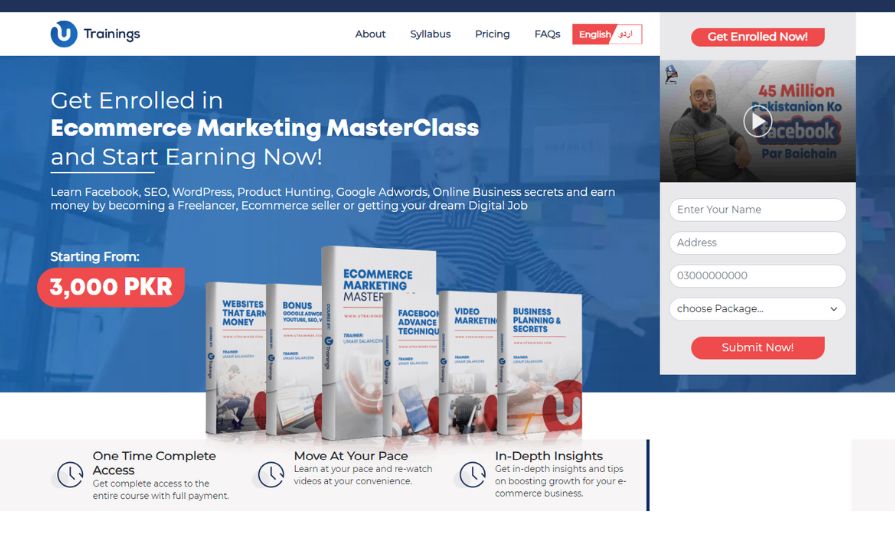 Trainings
About
Syllabus
Pricing
FAQs
English
اردو
Get Enrolled Now!
Get Enrolled in
Ecommerce Marketing MasterClass
and Start Earning Now!
Learn Facebook, SEO, WordPress, Product Hunting, Google Adwords, Online Business secrets and earn
money by becoming a Freelancer, Ecommerce seller or getting your dream Digital Job
Starting From:
3,000 PKR
WEBSITES
THAT EARN
MONEY
BONUS
GOOGLE ADWOR
YOUTUBE, SEO, W
ECOMMERCE
MARKETING
MASTER
FACEBOO
ADVANCE
TECHNIQU
VIDEO
MARKETING
BUSINESS
PLANNING &
SECRETS
45 Million
Pakistanion Ko
facebook
Par Baichain
Enter Your Name
Address
03000000000
choose Package...
Submit Now!
One Time Complete
Access
Get complete access to the
entire course with full payment.
Move At Your Pace
Learn at your pace and re-watch
videos at your convenience.
In-Depth Insights
Get in-depth insights and tips
on boosting growth for your e-
commerce business.